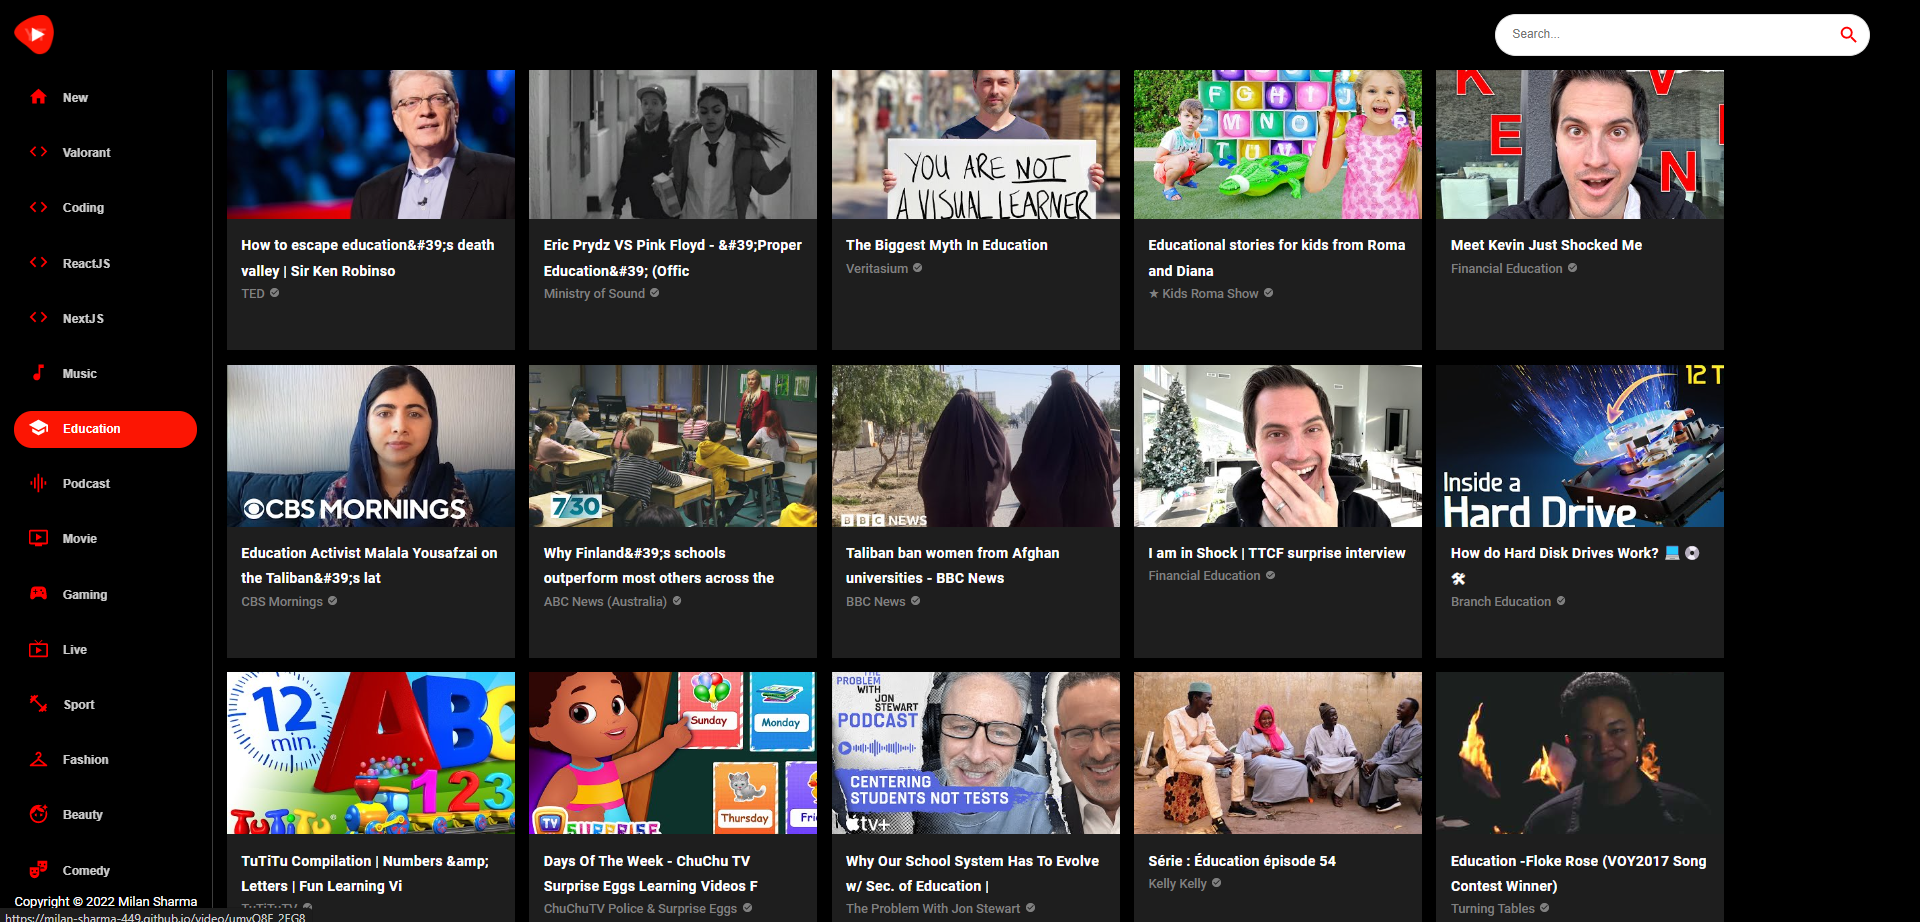 Search...
New
Valorant
Coding
ReactJS
NextJS
Music
Education
Podcast
Movie
Gaming
Live
Sport
Fashion
Beauty
Comedy
Copyright © 2022 Milan Sharma
F G H I J
M N O
T U V
YOU ARE NOT
A VISUAL LEARNER
K E V
E N
How to escape education&#39;s death
valley | Sir Ken Robinso
TED
Eric Prydz VS Pink Floyd - &#39;Proper
Education&#39; (Offic
Ministry of Sound
The Biggest Myth In Education
Veritasium
Educational stories for kids from Roma
and Diana
★ Kids Roma Show
Meet Kevin Just Shocked Me
Financial Education
CBS MORNINGS
7/30
BBC NEWS
12 T
Inside a
Hard Drive
Education Activist Malala Yousafzai on
the Taliban&#39;s lat
CBS Mornings
Why Finland&#39;s schools
outperform most others across the
ABC News (Australia)
Taliban ban women from Afghan
universities - BBC News
BBC News
I am in Shock | TTCF surprise interview
Financial Education
How do Hard Disk Drives Work? 💻 💿
🛠
Branch Education
12
min.
ABC
123
TuTiTu
Sunday
Monday
Thursday
Fri
TV SURPRISE
THE
PROBLEM
WITH
JON
STEWART
PODCAST
CENTERING
STUDENTS NOT TESTS
tv+
TuTiTu Compilation | Numbers &amp;
Letters | Fun Learning Vi
TuTiTuTV
Days Of The Week - ChuChu TV
Surprise Eggs Learning Videos F
ChuChuTV Police & Surprise Eggs
Why Our School System Has To Evolve
w/ Sec. of Education |
The Problem With Jon Stewart
Série : Éducation épisode 54
Kelly Kelly
Education -Floke Rose (VOY2017 Song
Contest Winner)
Turning Tables